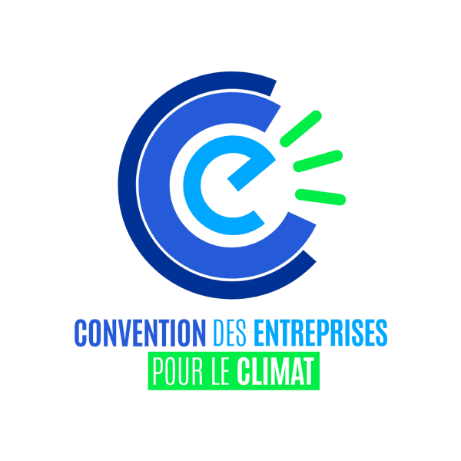 CONVENTION DES ENTREPRISES
POUR LE CLIMAT